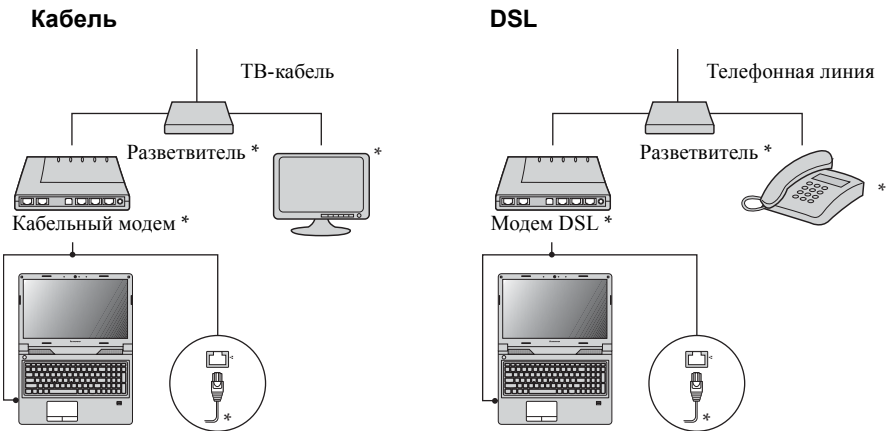 Кабель
ТВ-кабель
Разветвитель *
*
Кабельный модем *
*
DSL
Телефонная линия
Разветвитель *
*
Модем DSL *
*